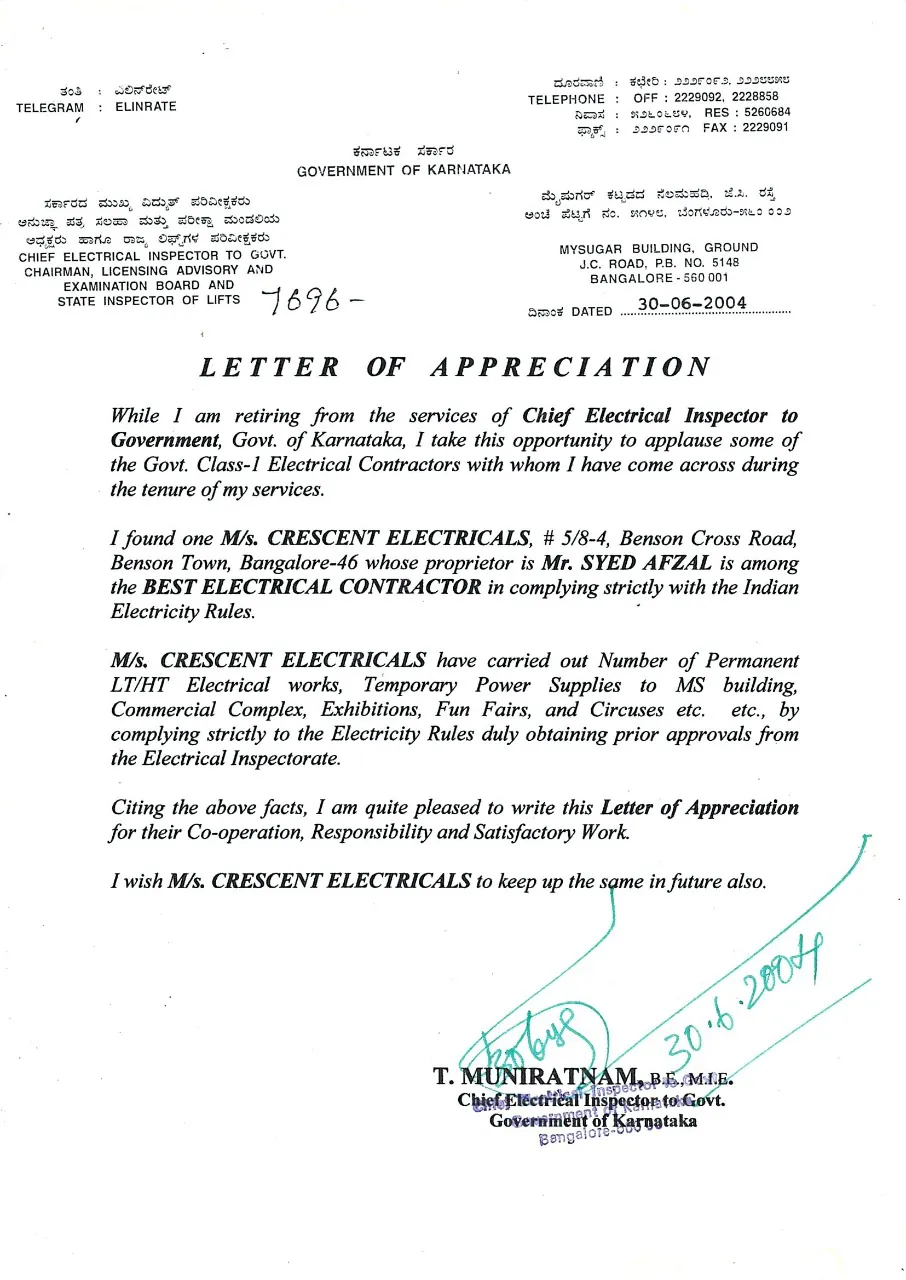 ತಂತಿ : ಎಲಿನ್‌ರೇಟ್
TELEGRAM : ELINRATE
ದೂರವಾಣಿ : ಕಛೇರಿ : ೨೨೨೯೦೯೨, ೨೨೨೮೮೫೮
TELEPHONE : OFF : 2229092, 2228858
ನಿವಾಸ : ೫೨೬೦೬೮೪, RES : 5260684
ಫ್ಯಾಕ್ಸ್ : ೨೨೨೯೦೯೧ FAX : 2229091
ಕರ್ನಾಟಕ ಸರ್ಕಾರ
GOVERNMENT OF KARNATAKA
ಸರ್ಕಾರದ ಮುಖ್ಯ ವಿದ್ಯುತ್ ಪರಿವೀಕ್ಷಕರು
ಅನುಜ್ಞಾ ಪತ್ರ ಸಲಹಾ ಮತ್ತು ಪರೀಕ್ಷಾ ಮಂಡಲಿಯ
ಅಧ್ಯಕ್ಷರು ಹಾಗೂ ರಾಜ್ಯ ಲಿಫ್ಟ್‌ಗಳ ಪರಿವೀಕ್ಷಕರು
CHIEF ELECTRICAL INSPECTOR TO GOVT.
CHAIRMAN, LICENSING ADVISORY AND
EXAMINATION BOARD AND
STATE INSPECTOR OF LIFTS
7696-
ಮೈಷುಗರ್ ಕಟ್ಟಡದ ನೆಲಮಹಡಿ, ಜೆ.ಸಿ. ರಸ್ತೆ
ಅಂಚೆ ಪೆಟ್ಟಿಗೆ ನಂ. ೫೧೪೮, ಬೆಂಗಳೂರು-೫೬೦ ೦೦೨
MYSUGAR BUILDING, GROUND
J.C. ROAD, P.B. NO. 5148
BANGALORE - 560 001
ದಿನಾಂಕ DATED 30-06-2004
LETTER OF APPRECIATION
While I am retiring from the services of Chief Electrical Inspector to
Government, Govt. of Karnataka, I take this opportunity to applause some of
the Govt. Class-1 Electrical Contractors with whom I have come across during
the tenure of my services.
I found one M/s. CRESCENT ELECTRICALS, # 5/8-4, Benson Cross Road,
Benson Town, Bangalore-46 whose proprietor is Mr. SYED AFZAL is among
the BEST ELECTRICAL CONTRACTOR in complying strictly with the Indian
Electricity Rules.
M/s. CRESCENT ELECTRICALS have carried out Number of Permanent
LT/HT Electrical works, Temporary Power Supplies to MS building,
Commercial Complex, Exhibitions, Fun Fairs, and Circuses etc. etc., by
complying strictly to the Electricity Rules duly obtaining prior approvals from
the Electrical Inspectorate.
Citing the above facts, I am quite pleased to write this Letter of Appreciation
for their Co-operation, Responsibility and Satisfactory Work.
I wish M/s. CRESCENT ELECTRICALS to keep up the same in future also.
30.6.2004
T. MUNIRATNAM, B.E., M.I.E.
Chief Electrical Inspector to Govt.
Government of Karnataka
Chief Electrical Inspector to Govt.
Government of Karnataka
Bangalore-560